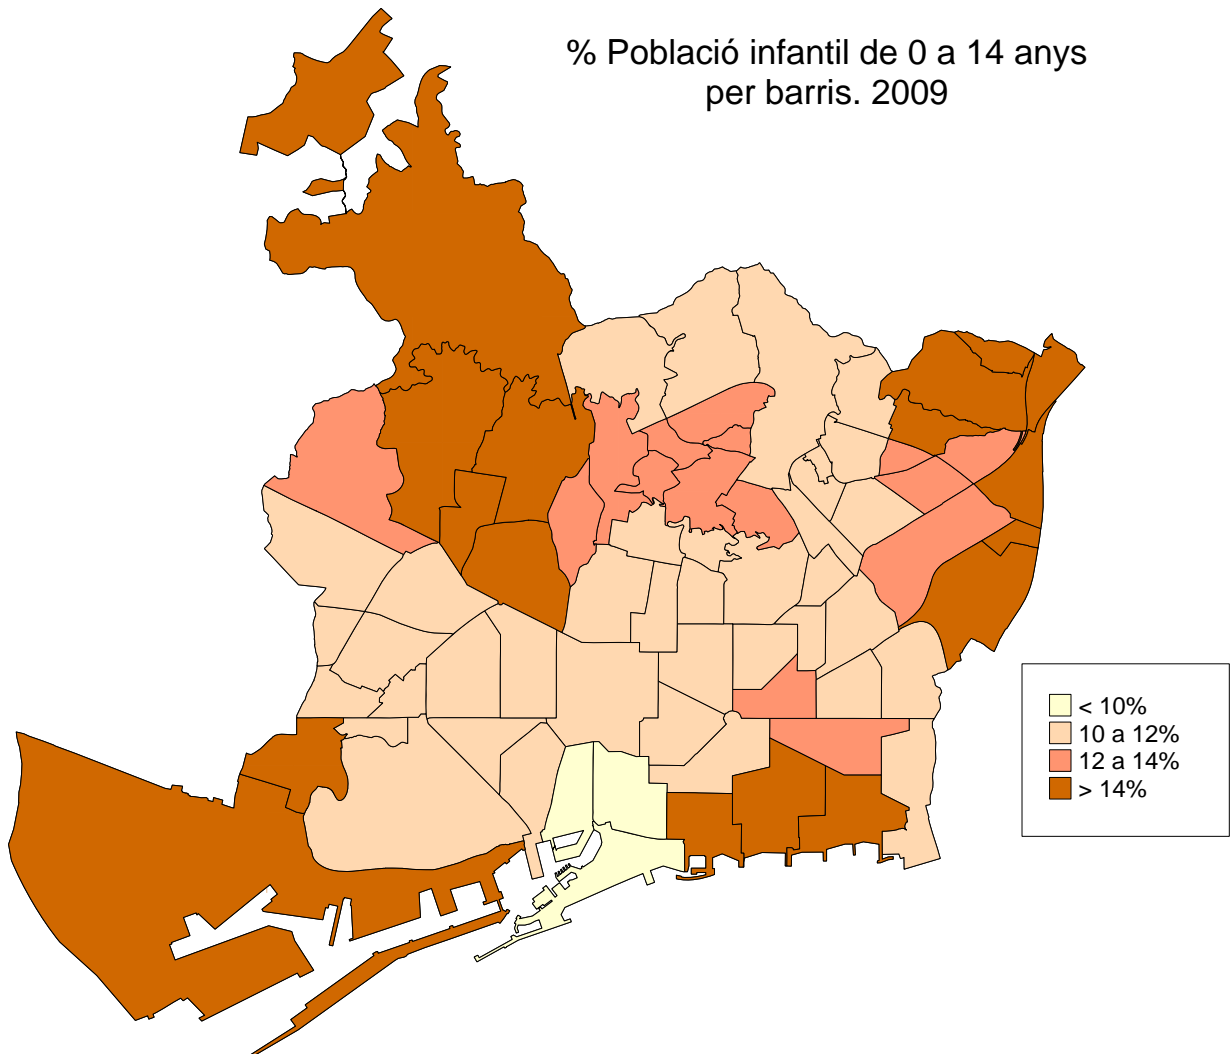 % Població infantil de 0 a 14 anys
per barris. 2009
< 10%
10 a 12%
12 a 14%
> 14%